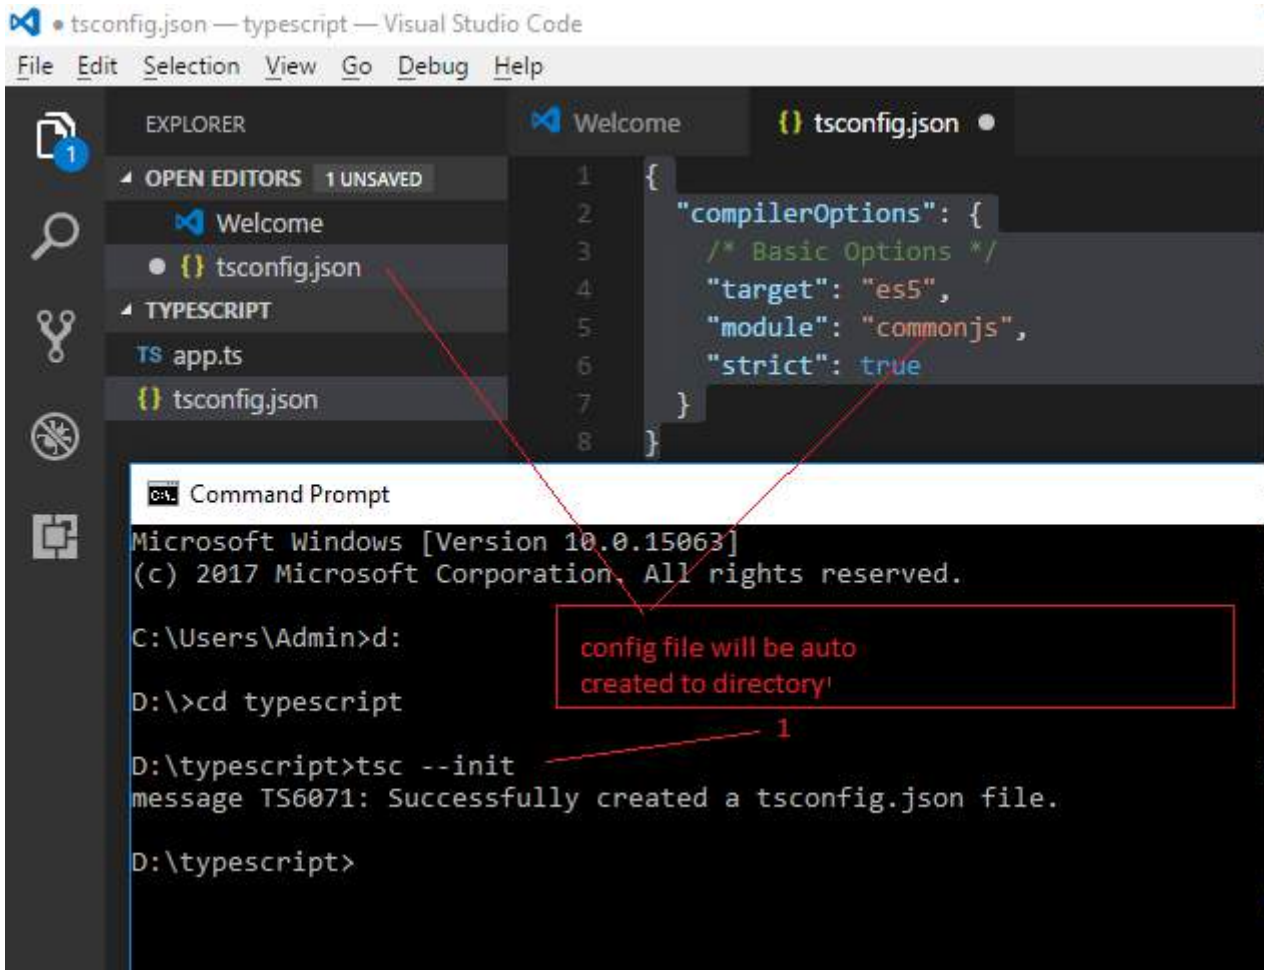 • tsconfig.json — typescript — Visual Studio Code
File Edit Selection View Go Debug Help
EXPLORER
OPEN EDITORS 1 UNSAVED
Welcome
{} tsconfig.json
TYPESCRIPT
TS app.ts
{} tsconfig.json
1
Welcome {} tsconfig.json
1 {
2 "compilerOptions": {
3 /* Basic Options */
4 "target": "es5",
5 "module": "commonjs",
6 "strict": true
7 }
8 }
Command Prompt
Microsoft Windows [Version 10.0.15063]
(c) 2017 Microsoft Corporation. All rights reserved.
C:\Users\Admin>d:
D:\>cd typescript
D:\typescript>tsc --init
message TS6071: Successfully created a tsconfig.json file.
D:\typescript>
config file will be auto
created to directory!
1